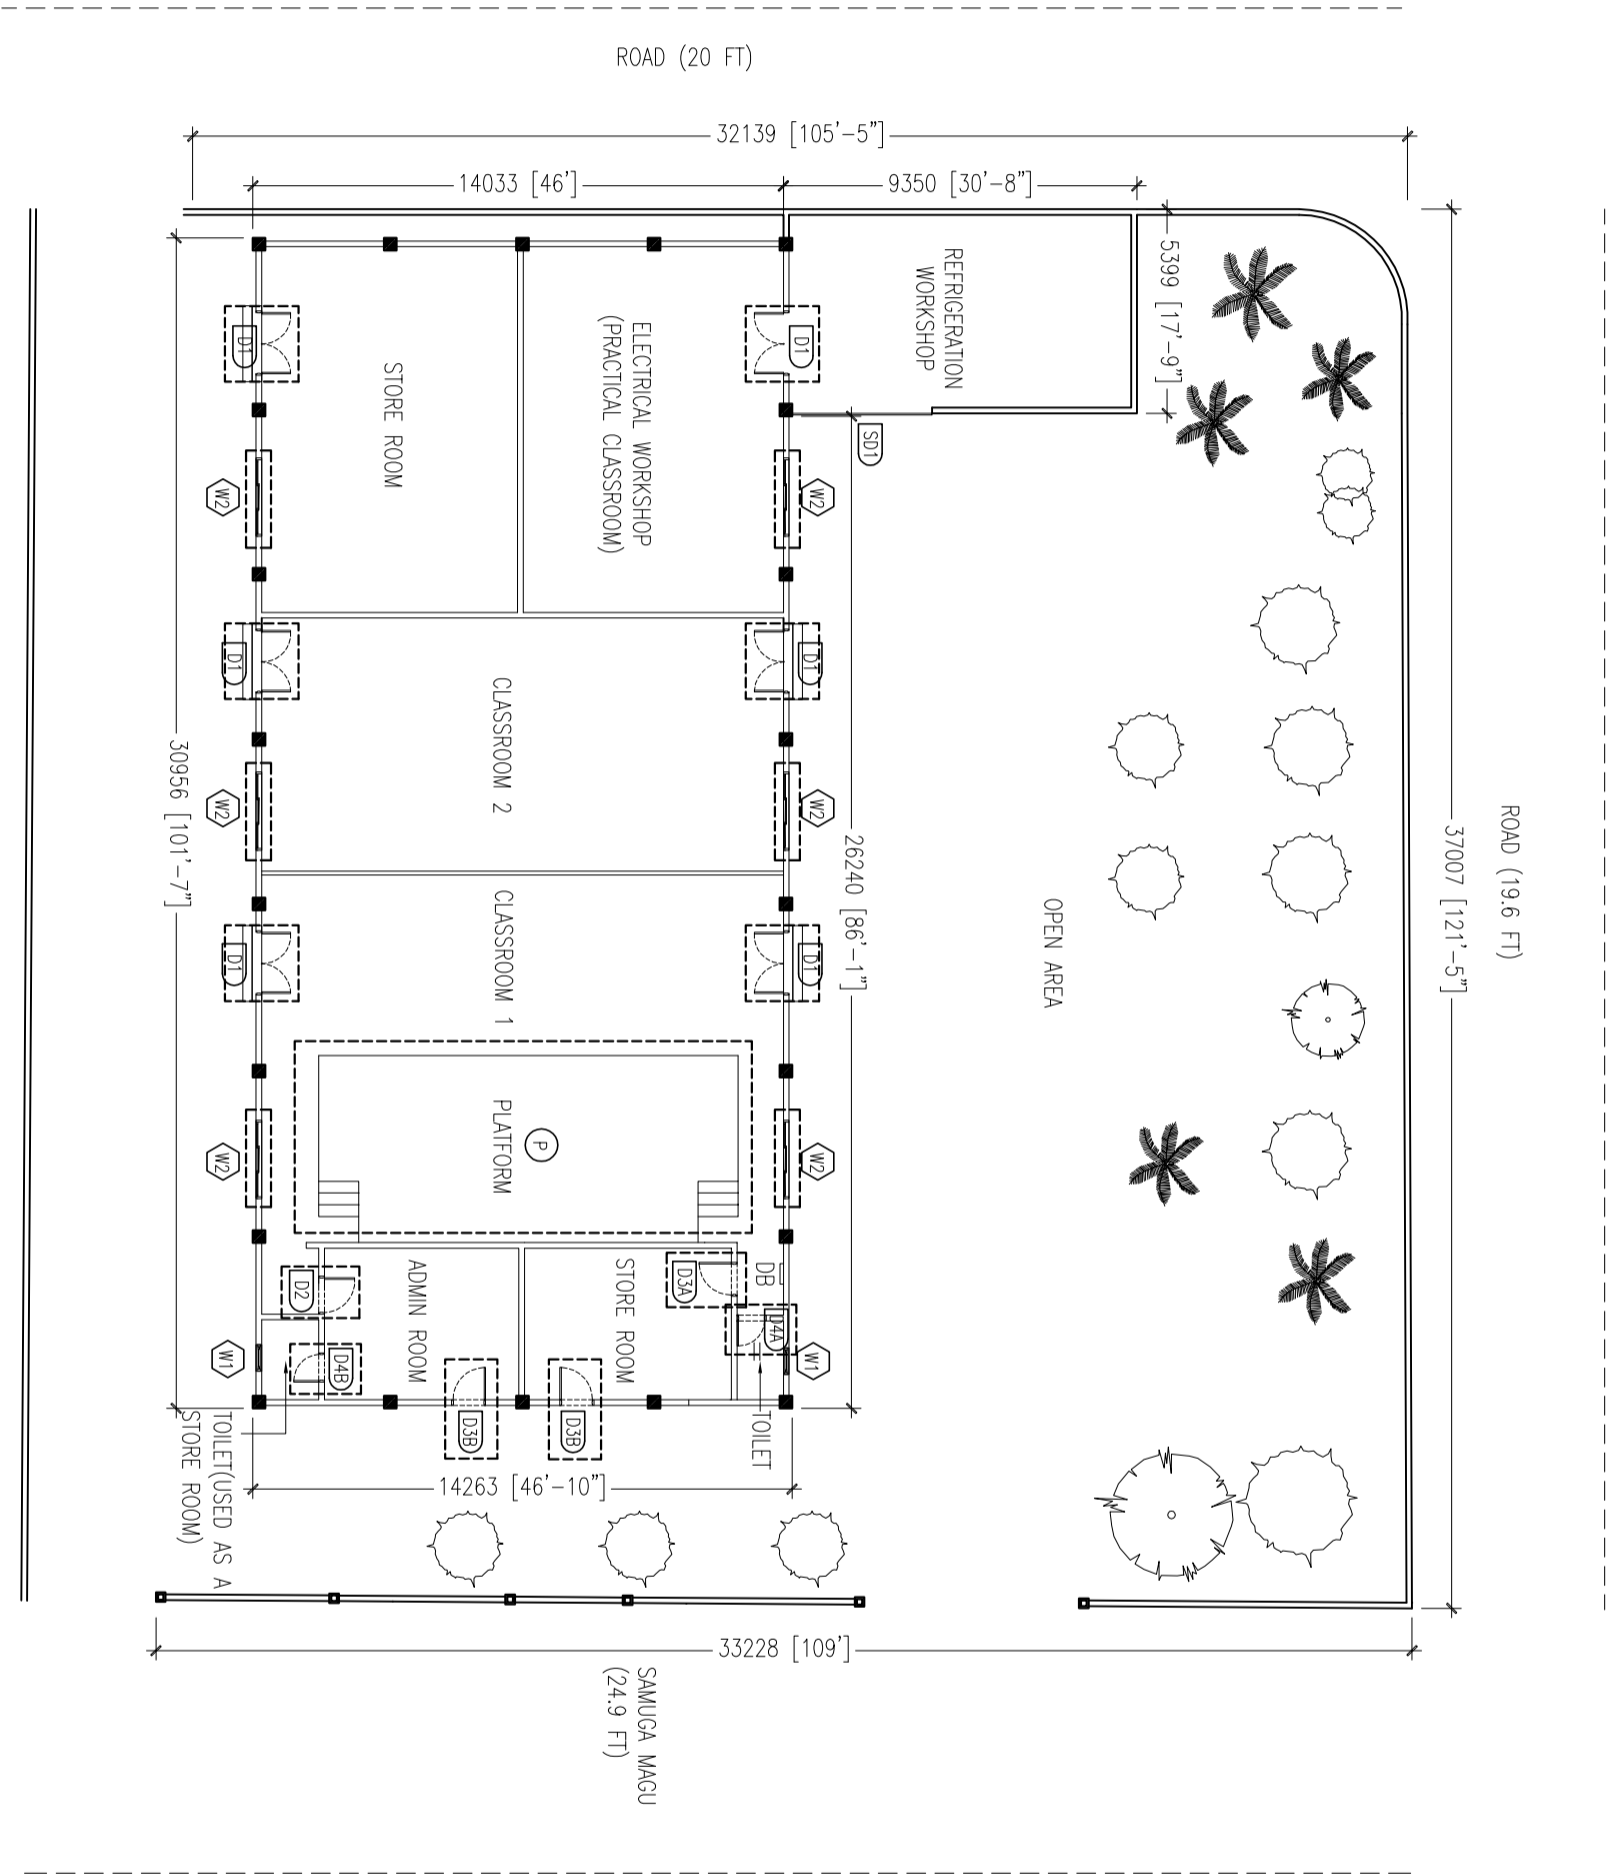 ROAD (20 FT)
32139 [105'-5"]
14033 [46']
9350 [30'-8"]
5399 [17'-9"]
REFRIGERATION
WORKSHOP
ELECTRICAL WORKSHOP
(PRACTICAL CLASSROOM)
STORE ROOM
D1
D1
SD1
W2
W2
D1
D1
CLASSROOM 2
W2
W2
30956 [101'-7"]
26240 [86'-1"]
37007 [121'-5"]
ROAD (19.6 FT)
OPEN AREA
CLASSROOM 1
D1
D1
PLATFORM
P
W2
W2
D2
ADMIN ROOM
STORE ROOM
D3A
DB
D4A
W1
D4B
W1
D3B
D3B
TOILET
TOILET(USED AS A
STORE ROOM)
14263 [46'-10"]
33228 [109']
SAMUGA MAGU
(24.9 FT)